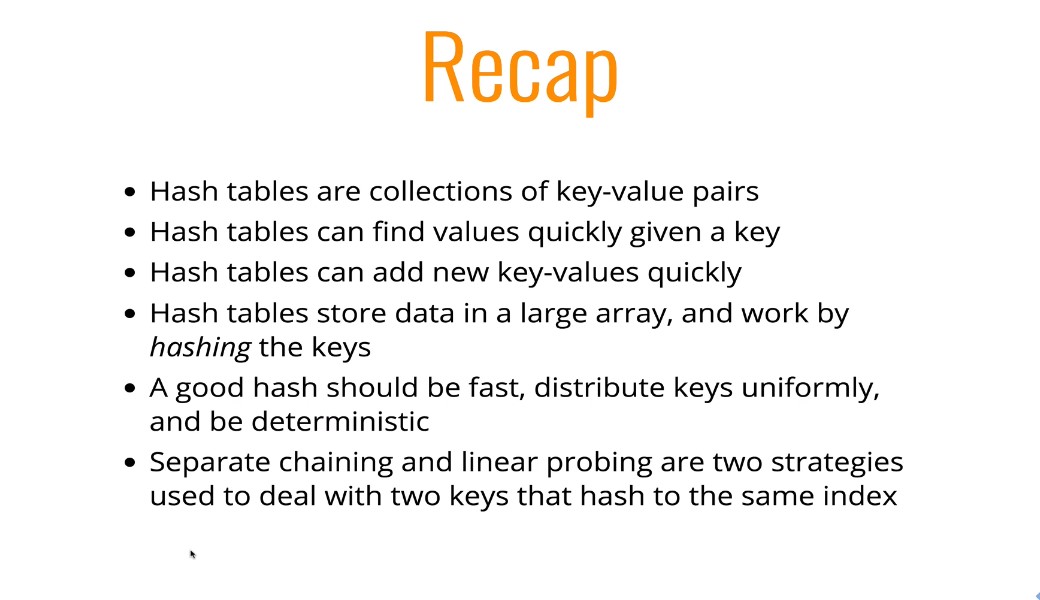 Recap
• Hash tables are collections of key-value pairs
• Hash tables can find values quickly given a key
• Hash tables can add new key-values quickly
• Hash tables store data in a large array, and work by
hashing the keys
• A good hash should be fast, distribute keys uniformly,
and be deterministic
• Separate chaining and linear probing are two strategies
used to deal with two keys that hash to the same index